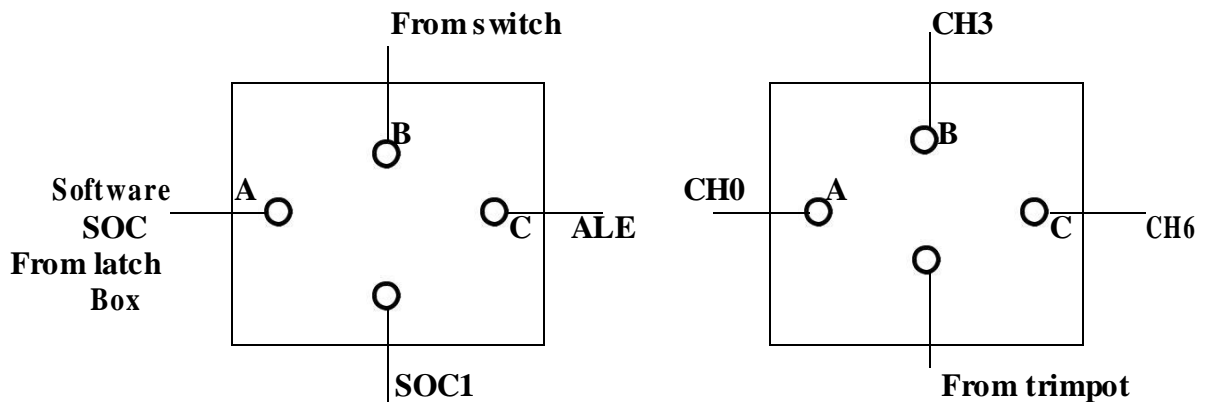 From switch
B
A
Software
SOC
From latch
Box
C
ALE
SOC1
CH3
B
CH0
A
C
CH6
From trimpot